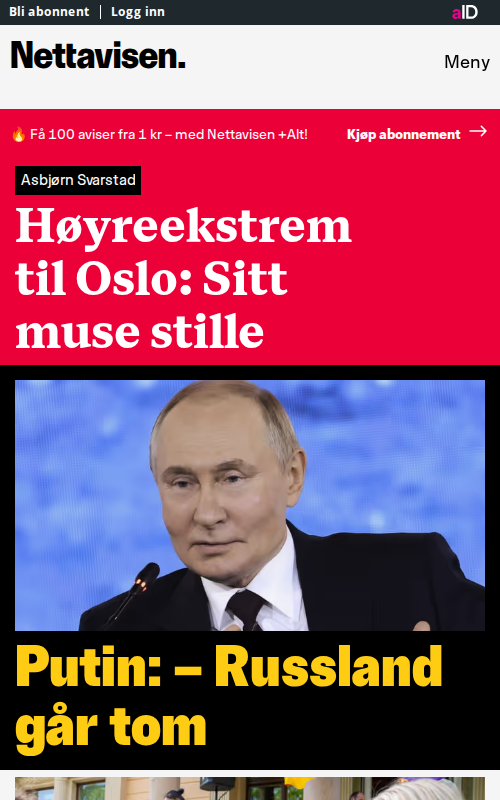 Bli abonnent | Logg inn
aID
Nettavisen.
Meny
🔥 Få 100 aviser fra 1 kr – med Nettavisen +Alt!
Kjøp abonnement →
Asbjørn Svarstad
Høyreekstrem
til Oslo: Sitt
muse stille
Putin: – Russland
går tom